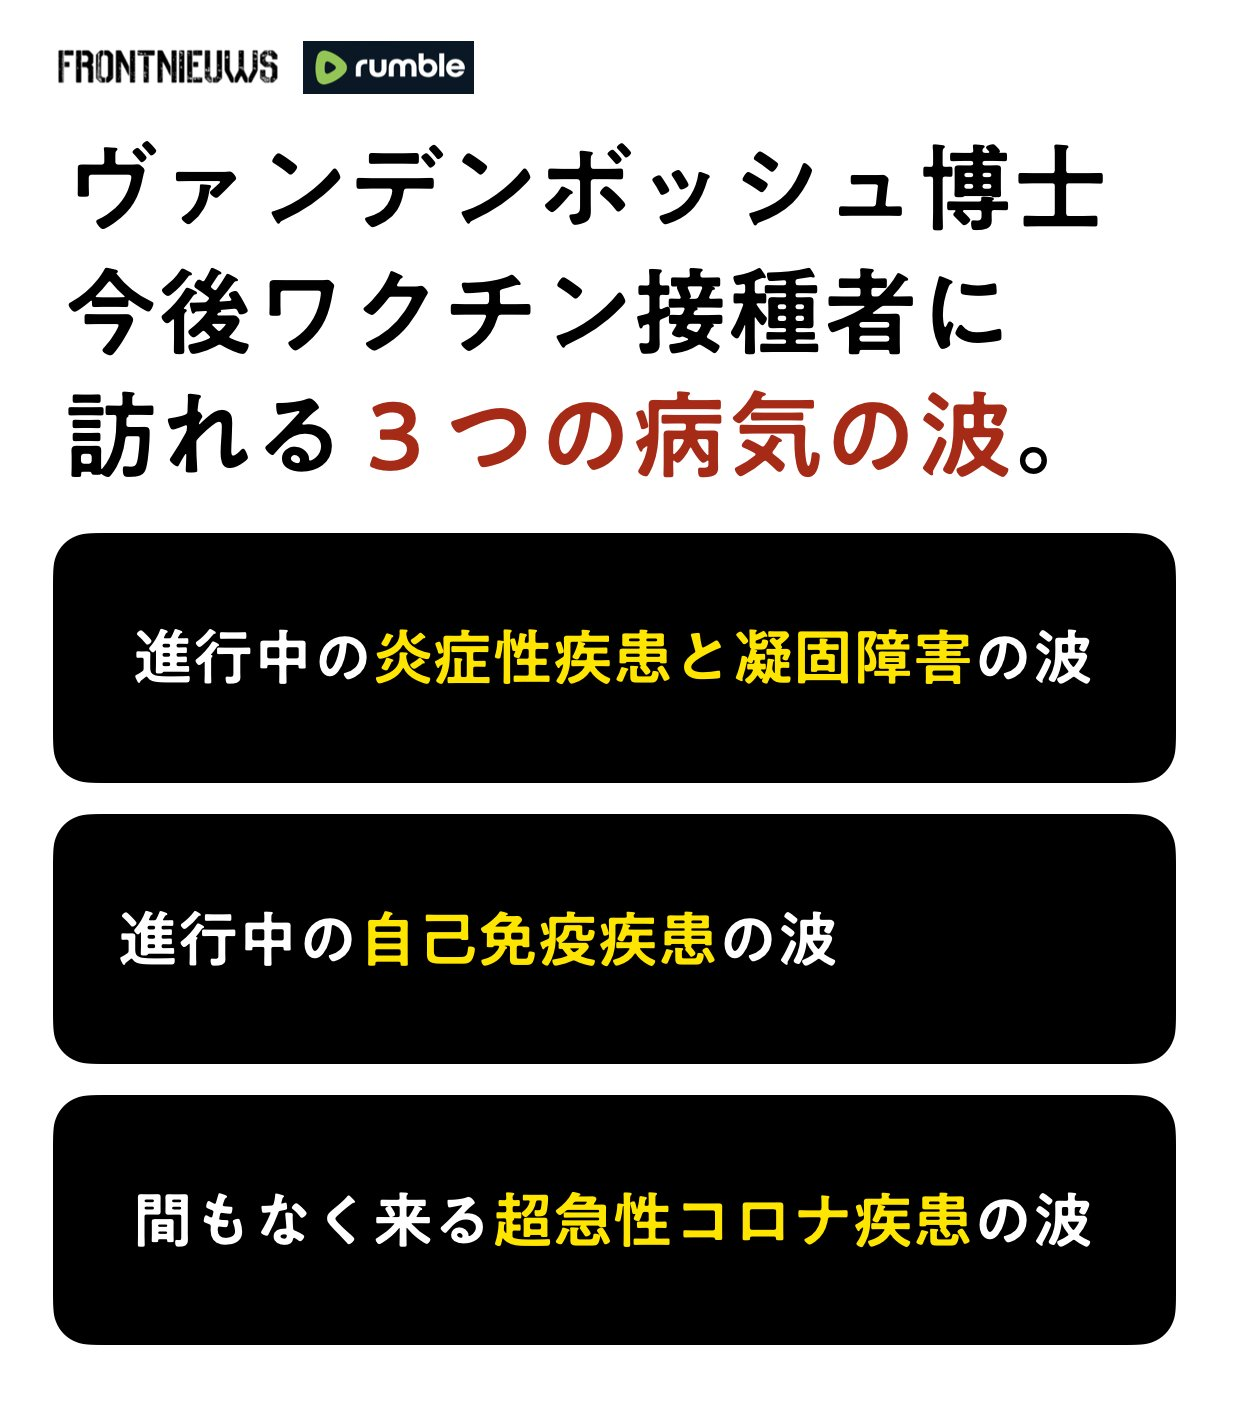 FRONTNIEUWS rumble
ヴァンデンボッシュ博士
今後ワクチン接種者に
訪れる３つの病気の波。
進行中の炎症性疾患と凝固障害の波
進行中の自己免疫疾患の波
間もなく来る超急性コロナ疾患の波